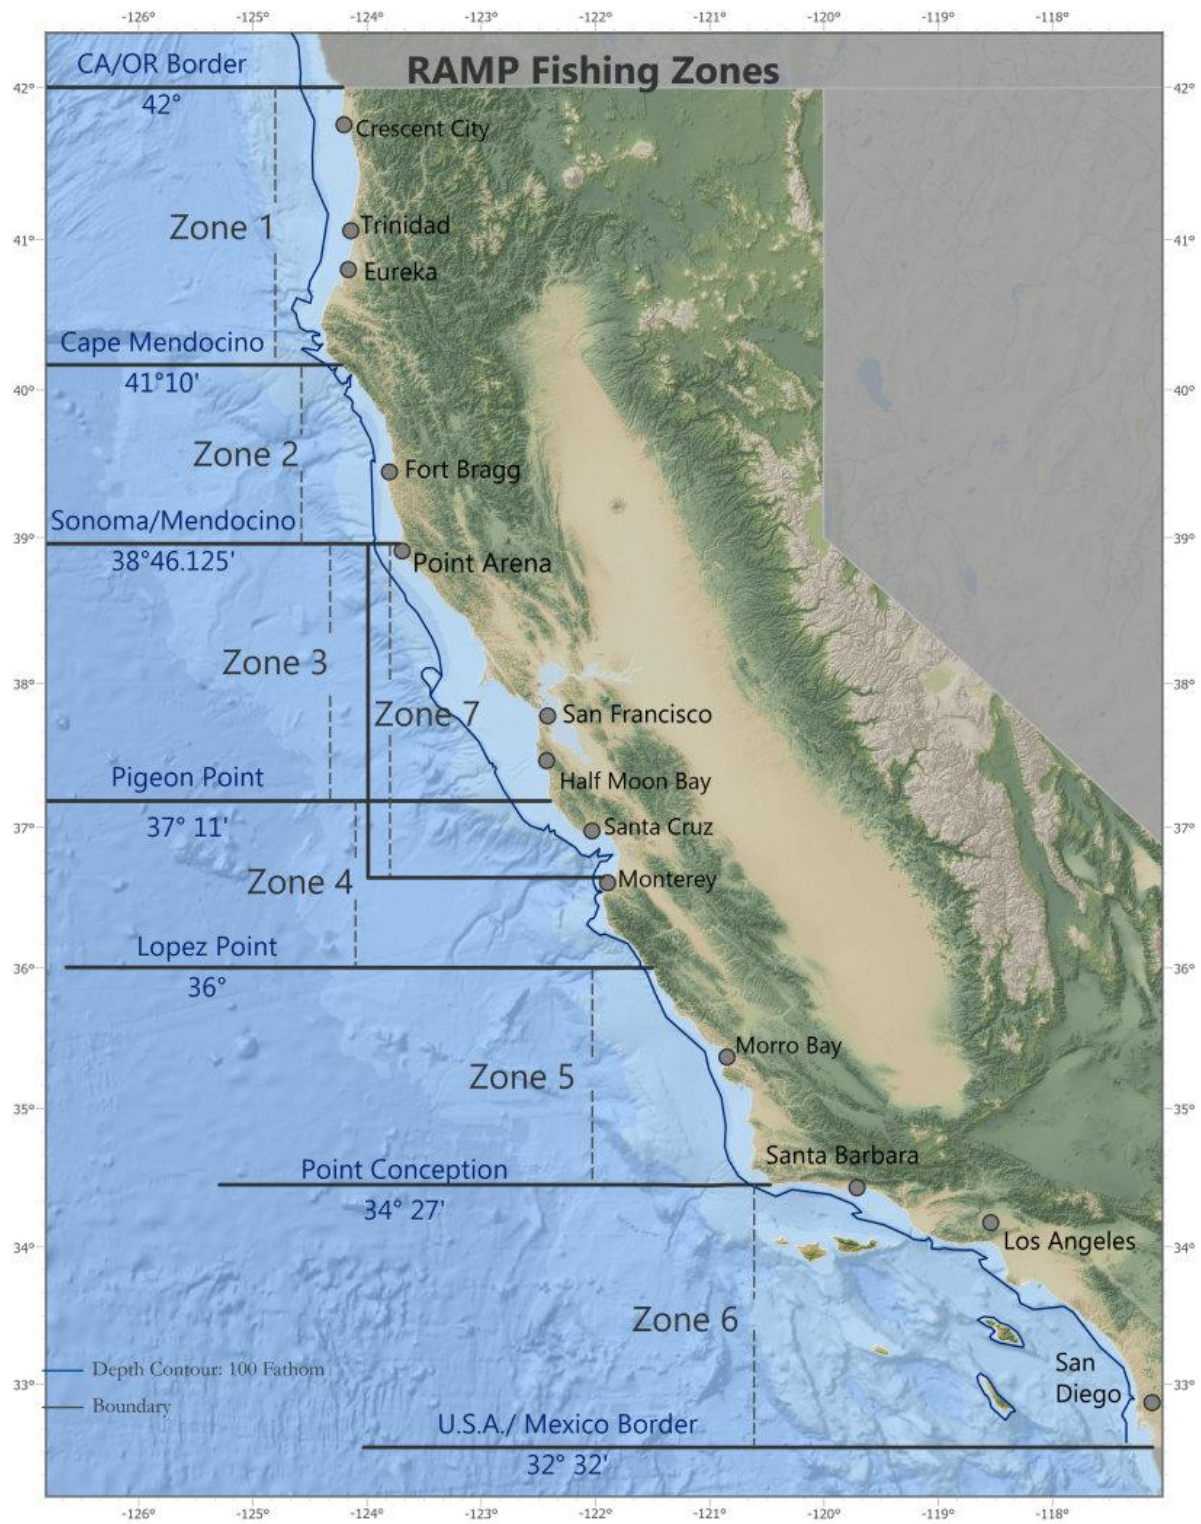 -126° -125° -124° -123° -122° -121° -120° -119° -118°
RAMP Fishing Zones
CA/OR Border
42° 42°
42°
Crescent City
Zone 1
Trinidad
41° 41°
Eureka
Cape Mendocino
41°10'
40° 40°
Zone 2
Fort Bragg
Sonoma/Mendocino
39° 39°
38°46.125'
Point Arena
Zone 3
38° 38°
Zone 7
San Francisco
Pigeon Point
Half Moon Bay
37° 11'
37° 37°
Santa Cruz
Zone 4
Monterey
Lopez Point
36° 36°
36°
Morro Bay
Zone 5
35° 35°
Santa Barbara
Point Conception
34° 27'
Los Angeles
34° 34°
Zone 6
San
Diego
Depth Contour: 100 Fathom
33° 33°
Boundary
U.S.A./ Mexico Border
32° 32'
-126° -125° -124° -123° -122° -121° -120° -119° -118°